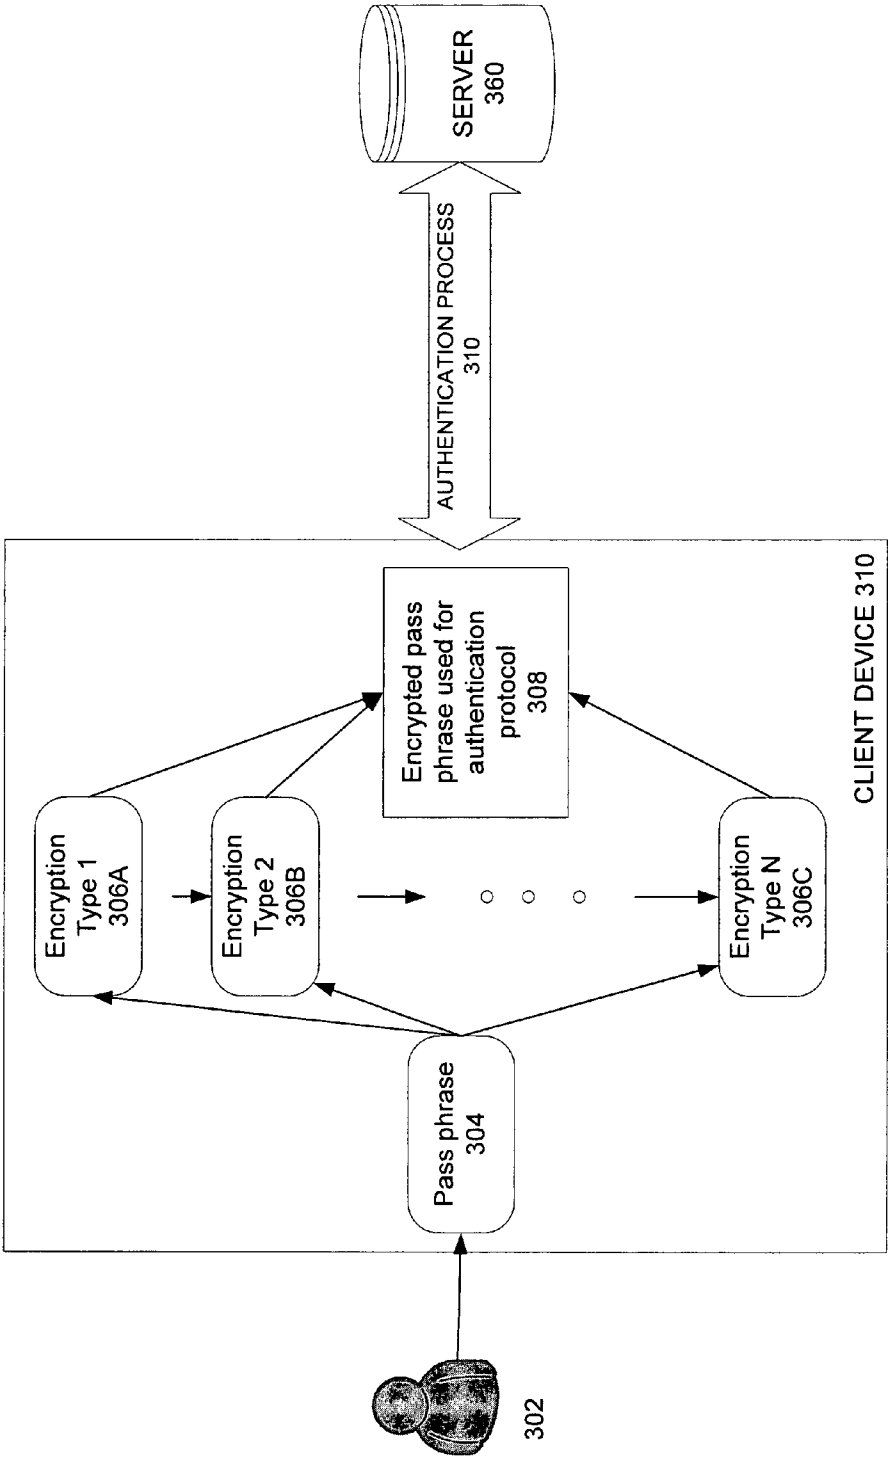 302
Pass phrase
304
Encryption
Type 1
306A
Encryption
Type 2
306B
Encryption
Type N
306C
Encrypted pass
phrase used for
authentication
protocol
308
CLIENT DEVICE 310
AUTHENTICATION PROCESS
310
SERVER
360